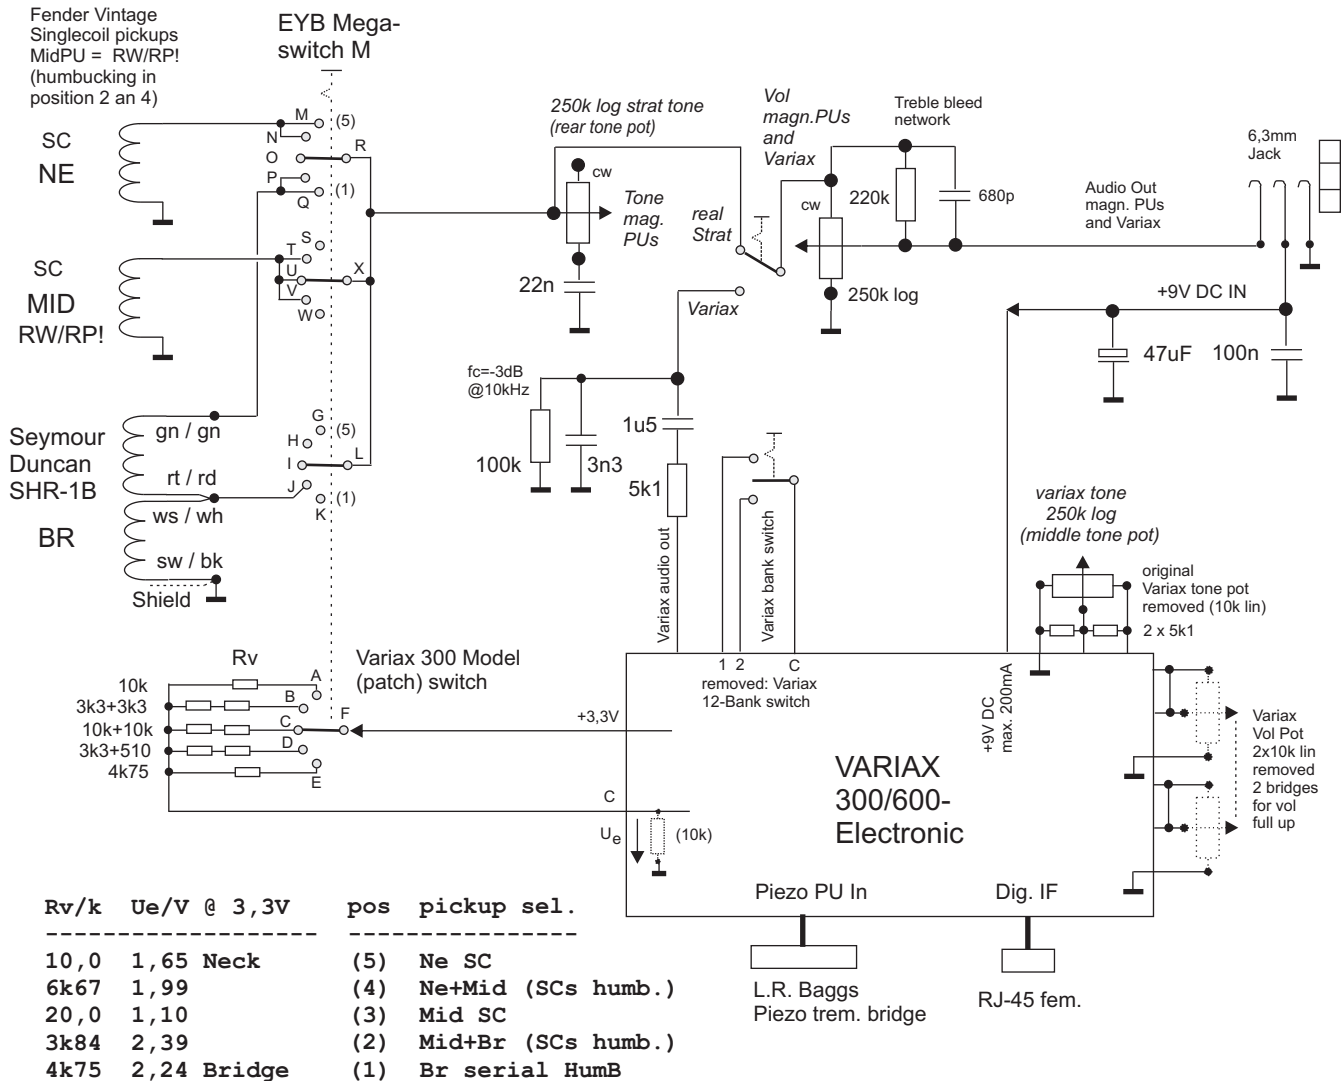 Fender Vintage
Singlecoil pickups
MidPU = RW/RP!
(humbucking in
position 2 an 4)
EYB Mega-
switch M
SC
NE
M
(5)
N
O
R
P
(1)
Q
SC
MID
RW/RP!
S
T
U
X
V
W
Seymour
Duncan
SHR-1B
BR
gn / gn
rt / rd
ws / wh
sw / bk
Shield
G
(5)
H
I
L
J
(1)
K
250k log strat tone
(rear tone pot)
cw
Tone
mag.
PUs
22n
real
Strat
Variax
Vol
magn.PUs
and
Variax
cw
250k log
Treble bleed
network
220k
680p
Audio Out
magn. PUs
and Variax
6,3mm
Jack
+9V DC IN
47uF
100n
fc=-3dB
@10kHz
100k
3n3
1u5
5k1
Variax audio out
Variax bank switch
variax tone
250k log
(middle tone pot)
original
Variax tone pot
removed (10k lin)
2 x 5k1
1 2 C
removed: Variax
12-Bank switch
+9V DC
max. 200mA
Rv
Variax 300 Model
(patch) switch
10k
A
3k3+3k3
B
10k+10k
C
F
3k3+510
D
4k75
E
+3,3V
C
Ue
(10k)
VARIAX
300/600-
Electronic
Variax
Vol Pot
2x10k lin
removed
2 bridges
for vol
full up
Piezo PU In
Dig. IF
L.R. Baggs
Piezo trem. bridge
RJ-45 fem.
Rv/k Ue/V @ 3,3V pos pickup sel.
------------------- ----------------
10,0 1,65 Neck (5) Ne SC
6k67 1,99 (4) Ne+Mid (SCs humb.)
20,0 1,10 (3) Mid SC
3k84 2,39 (2) Mid+Br (SCs humb.)
4k75 2,24 Bridge (1) Br serial HumB